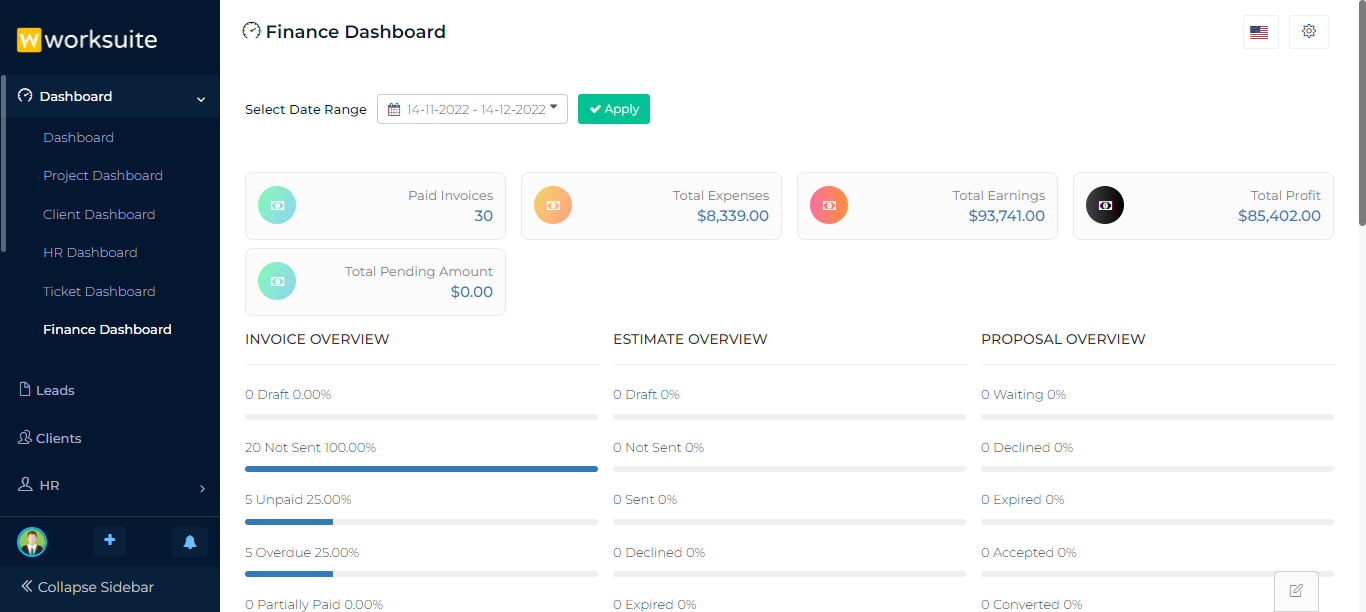 worksuite
Dashboard
Dashboard
Project Dashboard
Client Dashboard
HR Dashboard
Ticket Dashboard
Finance Dashboard
Leads
Clients
HR
Collapse Sidebar
Finance Dashboard
Select Date Range 14-11-2022 - 14-12-2022 Apply
Paid Invoices
30
Total Expenses
$8,339.00
Total Earnings
$93,741.00
Total Profit
$85,402.00
Total Pending Amount
$0.00
INVOICE OVERVIEW
0 Draft 0.00%
20 Not Sent 100.00%
5 Unpaid 25.00%
5 Overdue 25.00%
0 Partially Paid 0.00%
ESTIMATE OVERVIEW
0 Draft 0%
0 Not Sent 0%
0 Sent 0%
0 Declined 0%
0 Expired 0%
PROPOSAL OVERVIEW
0 Waiting 0%
0 Declined 0%
0 Expired 0%
0 Accepted 0%
0 Converted 0%